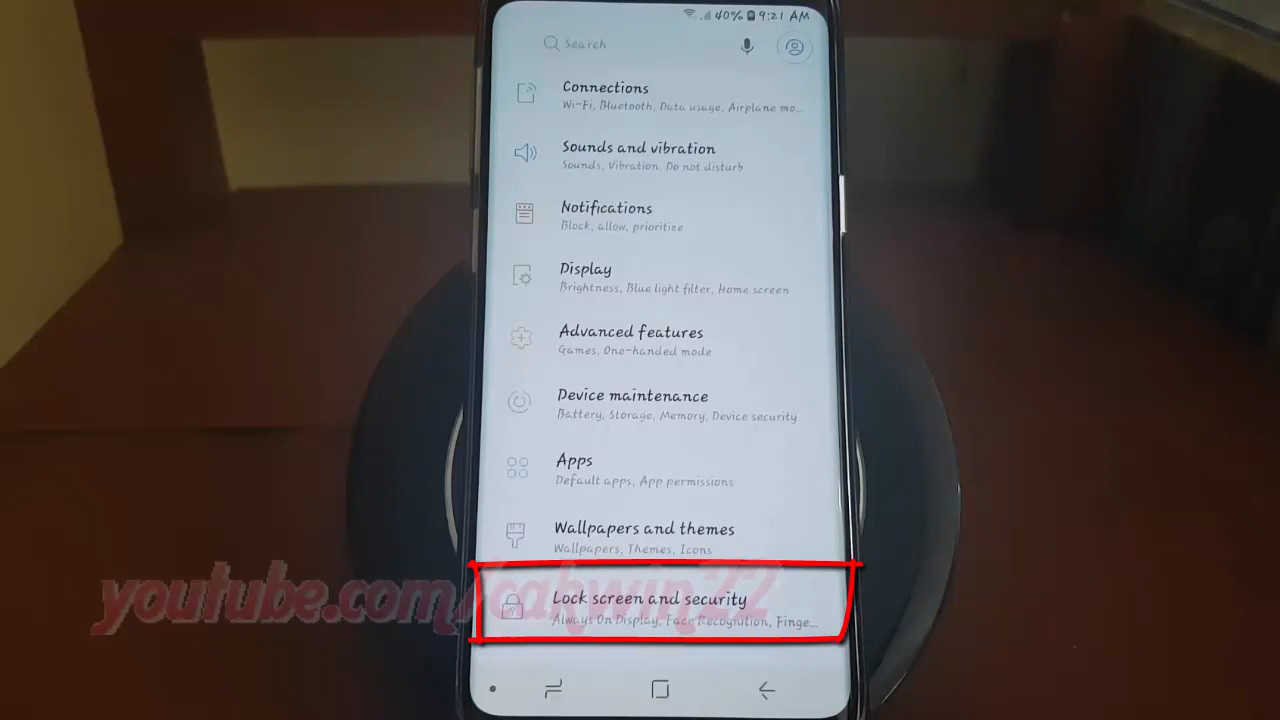 40% 9:21 AM
Search
Connections
Wi-Fi, Bluetooth, Data usage, Airplane mo...
Sounds and vibration
Sounds, Vibration, Do not disturb
Notifications
Block, allow, prioritize
Display
Brightness, Blue light filter, Home screen
Advanced features
Games, One-handed mode
Device maintenance
Battery, Storage, Memory, Device security
Apps
Default apps, App permissions
Wallpapers and themes
Wallpapers, Themes, Icons
youtube.com/cakwin22
Lock screen and security
Always On Display, Face Recognition, Finge...